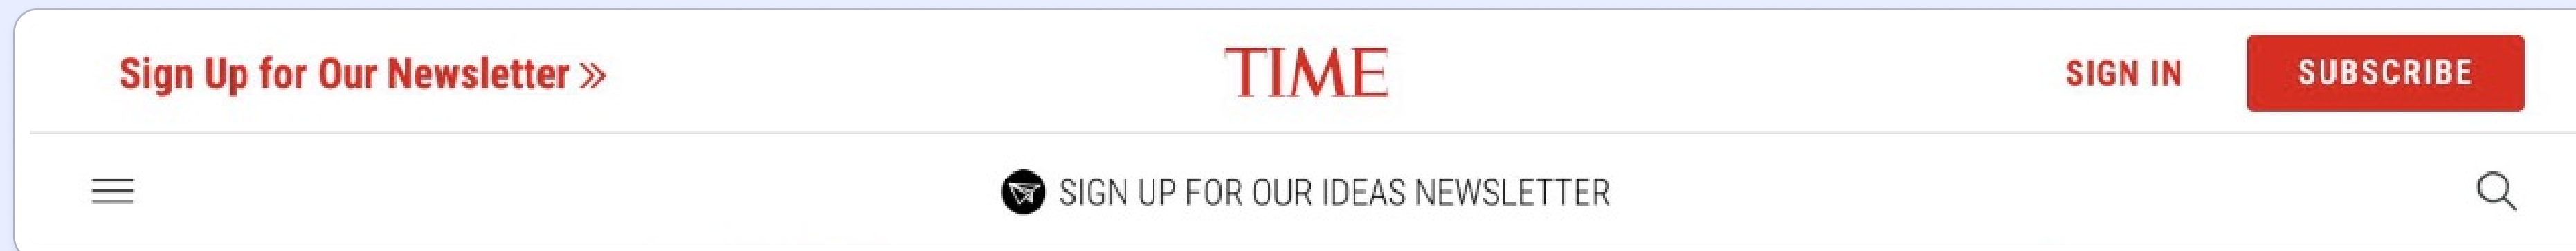 Sign Up for Our Newsletter »
TIME
SIGN IN
SUBSCRIBE
SIGN UP FOR OUR IDEAS NEWSLETTER